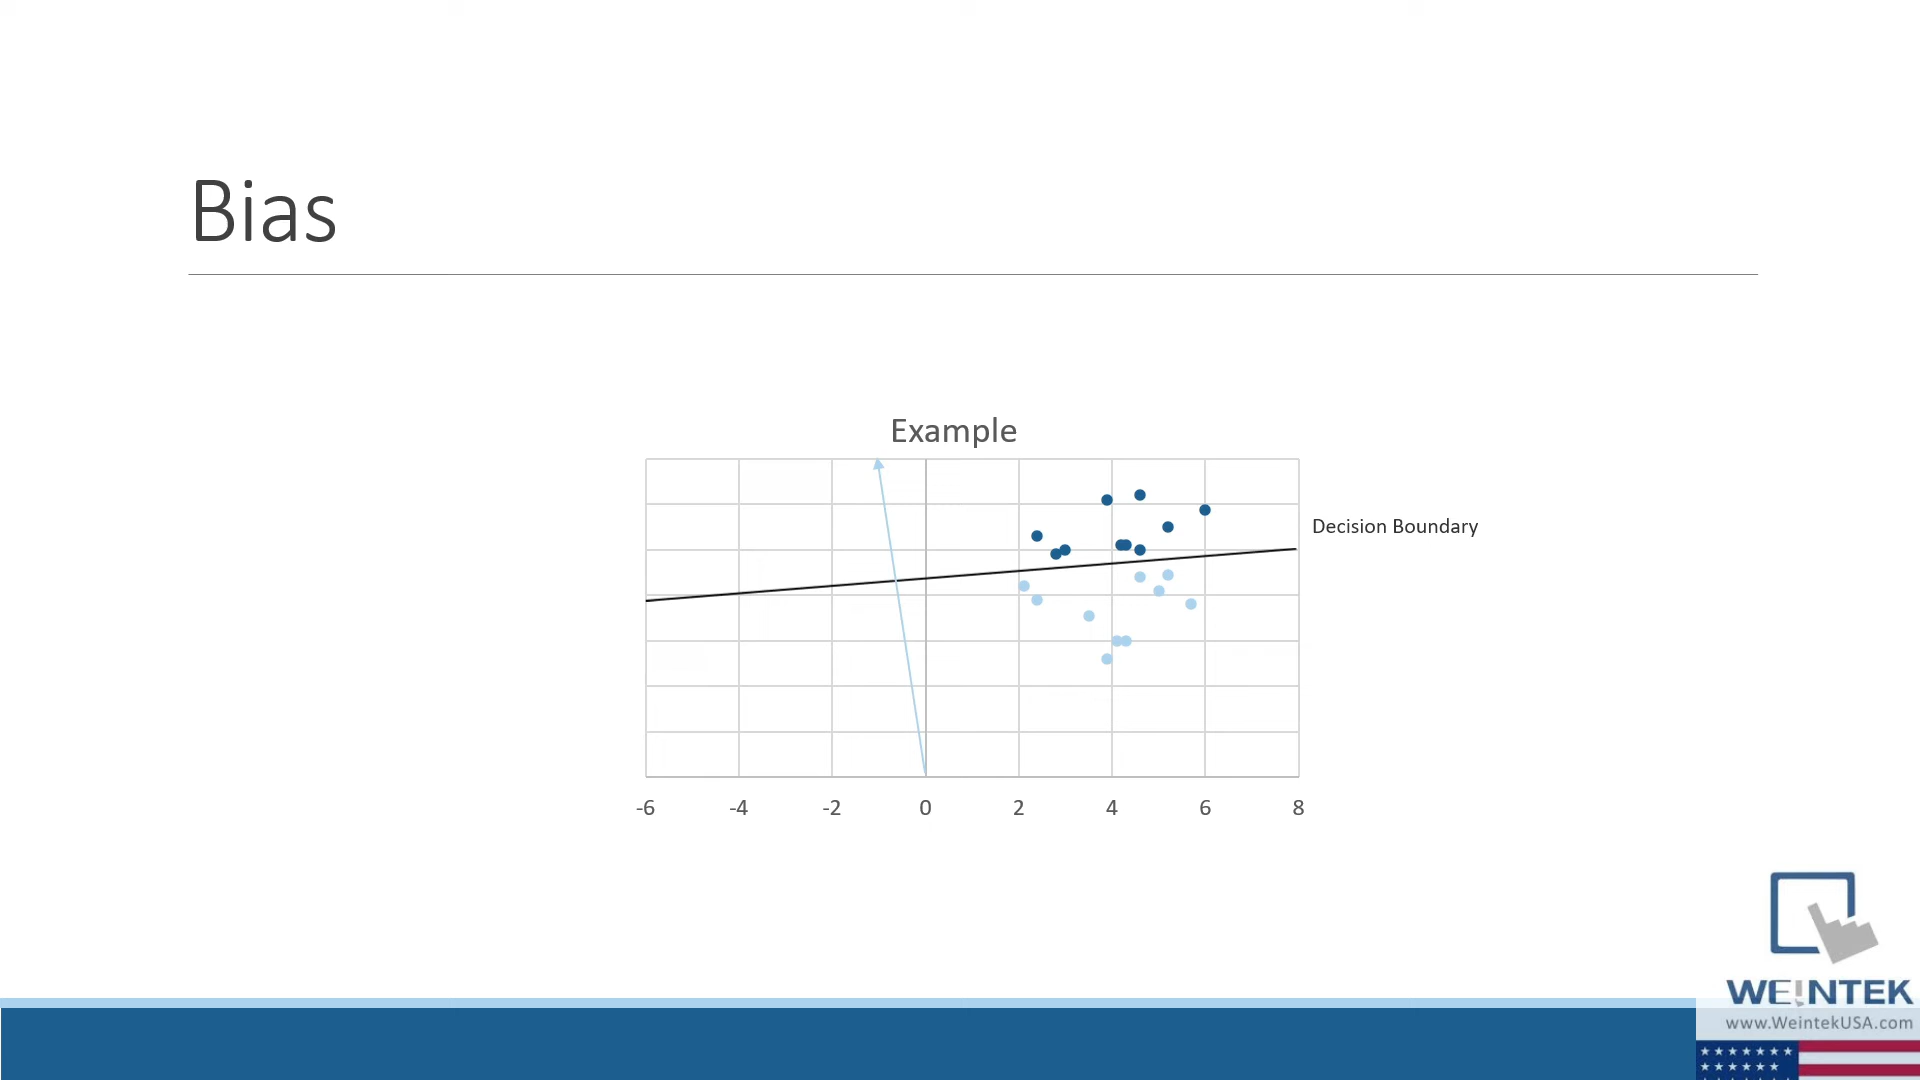 Bias
Example
Decision Boundary
-6 -4 -2 0 2 4 6 8
WEINTEK
www.WeintekUSA.com